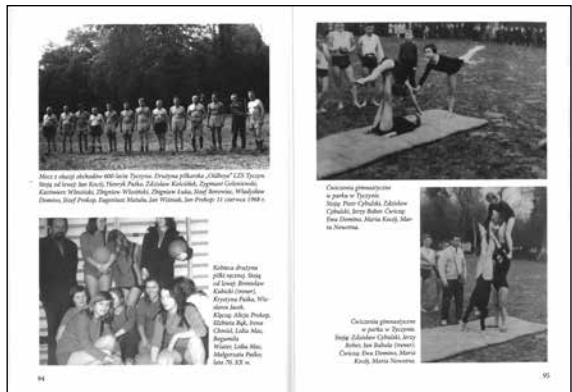 Mecz z okazji obchodów 600-lecia Tyczyna. Drużyna piłkarska „Oldboys” LZS Tyczyn.
Stoją od lewej: Jan Kocój, Henryk Paśko, Zdzisław Kościółek, Zygmunt Goleniowski,
Kazimierz Włosiński, Zbigniew Włosiński, Zbigniew Łuka, Józef Borowiec, Władysław
Domino, Józef Prokop, Eugeniusz Matuła, Jan Woźniak, Jan Prokop; 11 czerwca 1968 r.
Kobieca drużyna
piłki ręcznej. Stoją
od lewej: Bronisław
Kubicki (trener),
Krystyna Paśko, Wie-
sława Jacek.
Klęczą: Alicja Prokop,
Elżbieta Bąk, Irena
Chmiel, Lidia Mac,
Bogumiła
Wiater, Lidia Mac,
Małgorzata Paśko;
lata 70. XX w.
94
Ćwiczenia gimnastyczne
w parku w Tyczynie.
Stoją: Piotr Cybulski, Zdzisław
Cybulski, Jerzy Bober. Ćwiczą:
Ewa Domino, Maria Kocój, Mar-
ta Nowotna.
Ćwiczenia gimnastyczne
w parku w Tyczynie.
Stoją: Zdzisław Cybulski, Jerzy
Bober, Jan Babula (trener).
Ćwiczą: Ewa Domino, Maria
Kocój, Maria Nowotna.
95